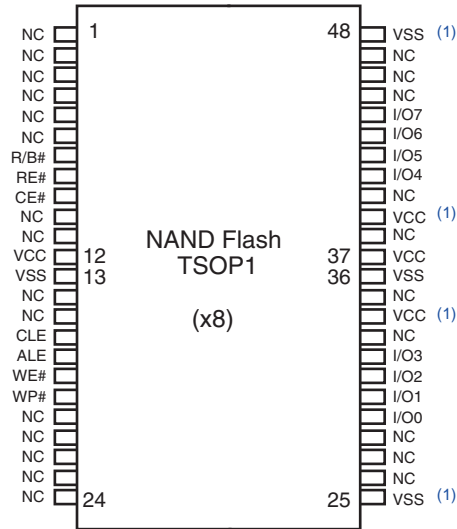 NC 1 48 VSS (1)
NC NC
NC NC
NC NC
NC I/O7
NC I/O6
R/B# I/O5
RE# I/O4
CE# NC
NC VCC (1)
NC NC
VCC 12 NAND Flash 37 VCC
VSS 13 TSOP1 36 VSS
NC NC
NC (x8) VCC (1)
CLE NC
ALE I/O3
WE# I/O2
WP# I/O1
NC I/O0
NC NC
NC NC
NC NC
NC 24 25 VSS (1)